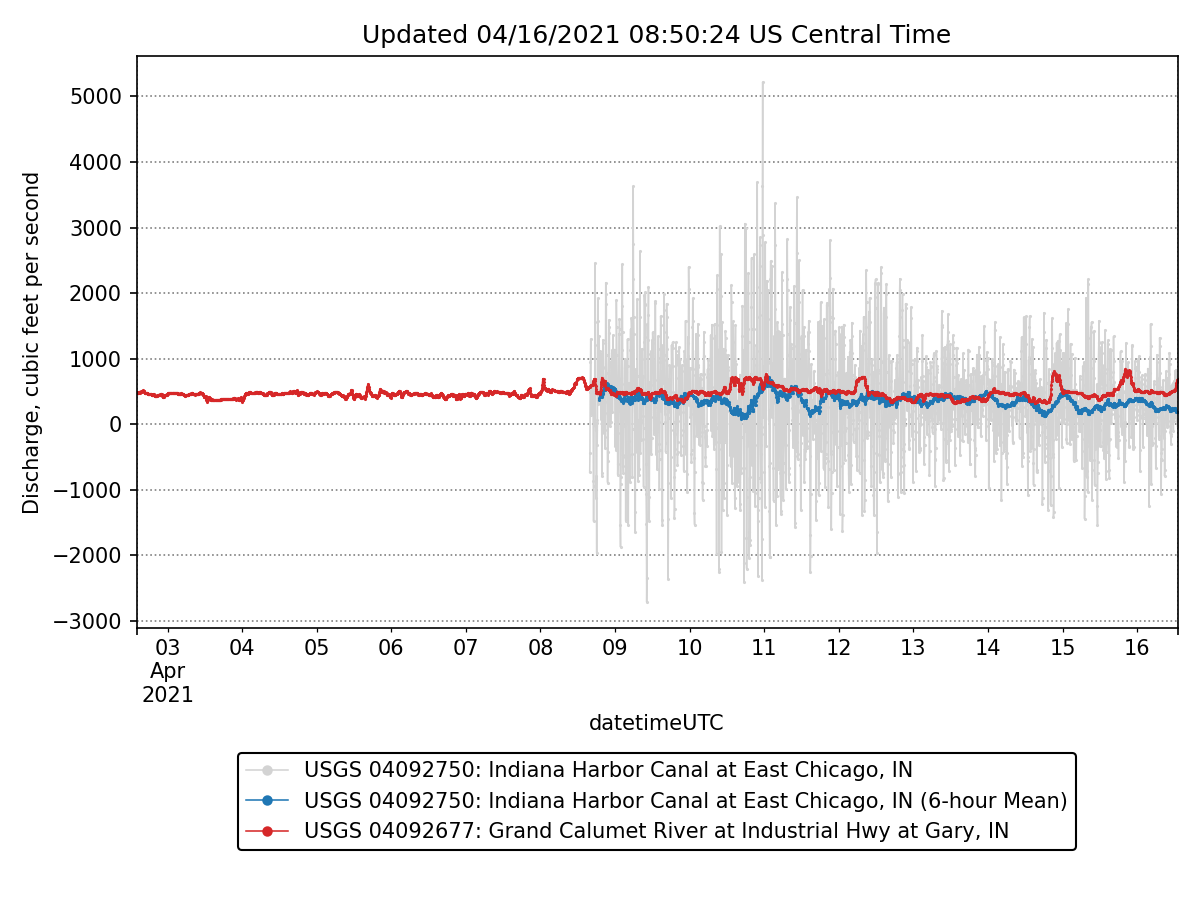 Updated 04/16/2021 08:50:24 US Central Time
Discharge, cubic feet per second
5000
4000
3000
2000
1000
0
−1000
−2000
−3000
03 04 05 06 07 08 09 10 11 12 13 14 15 16
Apr
2021
datetimeUTC
USGS 04092750: Indiana Harbor Canal at East Chicago, IN
USGS 04092750: Indiana Harbor Canal at East Chicago, IN (6-hour Mean)
USGS 04092677: Grand Calumet River at Industrial Hwy at Gary, IN